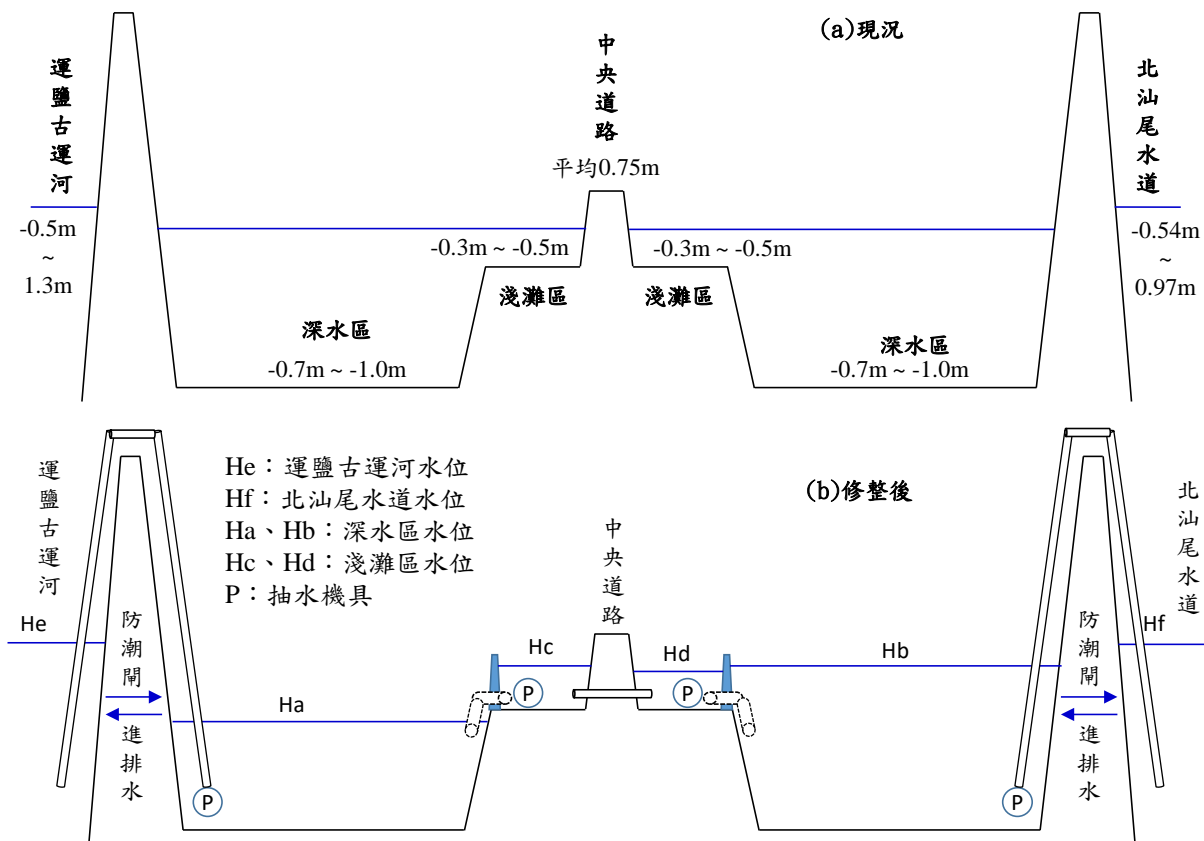 (a)現況
運鹽古運河
-0.5m
~
1.3m
中央道路
平均0.75m
北汕尾水道
-0.54m
~
0.97m
-0.3m ~ -0.5m
-0.3m ~ -0.5m
淺灘區
淺灘區
深水區
-0.7m ~ -1.0m
深水區
-0.7m ~ -1.0m
(b)修整後
運鹽古運河
He：運鹽古運河水位
Hf：北汕尾水道水位
Ha、Hb：深水區水位
Hc、Hd：淺灘區水位
P：抽水機具
中央道路
北汕尾水道
He
防潮閘
進排水
Ha
P
Hc
P
Hd
P
Hb
P
防潮閘
進排水
Hf